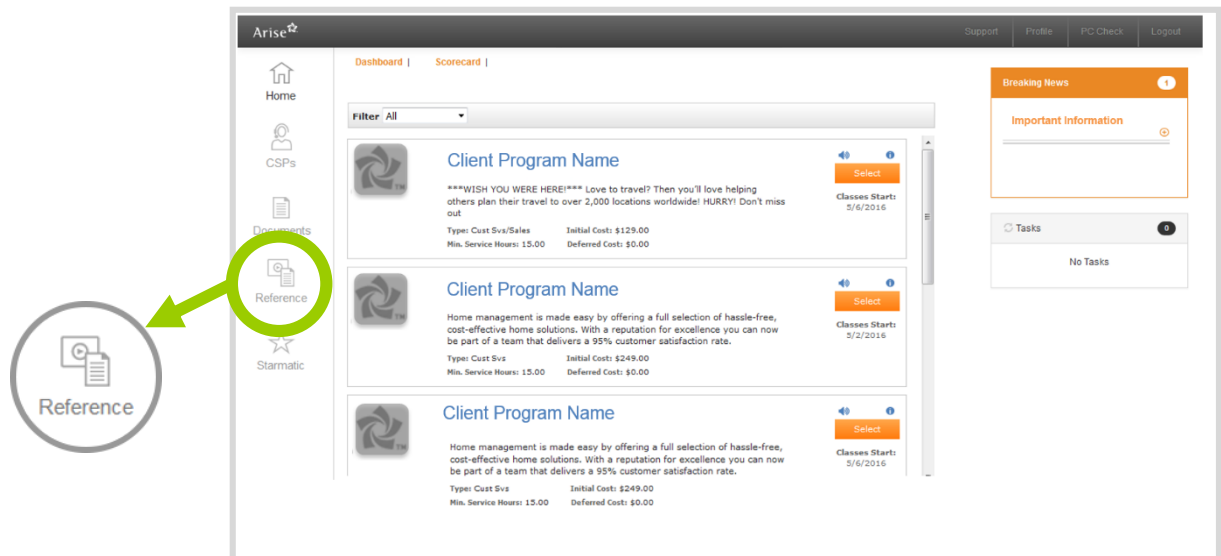 Arise
Support Profile PC Check Logout
Home
CSPs
Documents
Reference
Starmatic
Reference
Dashboard | Scorecard |
Filter All
Client Program Name
***WISH YOU WERE HERE!*** Love to travel? Then you'll love helping
others plan their travel to over 2,000 locations worldwide! HURRY! Don't miss
out
Type: Cust Svs/Sales Initial Cost: $129.00
Min. Service Hours: 15.00 Deferred Cost: $0.00
Select
Classes Start:
5/6/2016
Client Program Name
Home management is made easy by offering a full selection of hassle-free,
cost-effective home solutions. With a reputation for excellence you can now
be part of a team that delivers a 95% customer satisfaction rate.
Type: Cust Svs Initial Cost: $249.00
Min. Service Hours: 15.00 Deferred Cost: $0.00
Select
Classes Start:
5/2/2016
Client Program Name
Home management is made easy by offering a full selection of hassle-free,
cost-effective home solutions. With a reputation for excellence you can now
be part of a team that delivers a 95% customer satisfaction rate.
Type: Cust Svs Initial Cost: $249.00
Min. Service Hours: 15.00 Deferred Cost: $0.00
Select
Classes Start:
5/6/2016
Breaking News 1
Important Information
Tasks 0
No Tasks